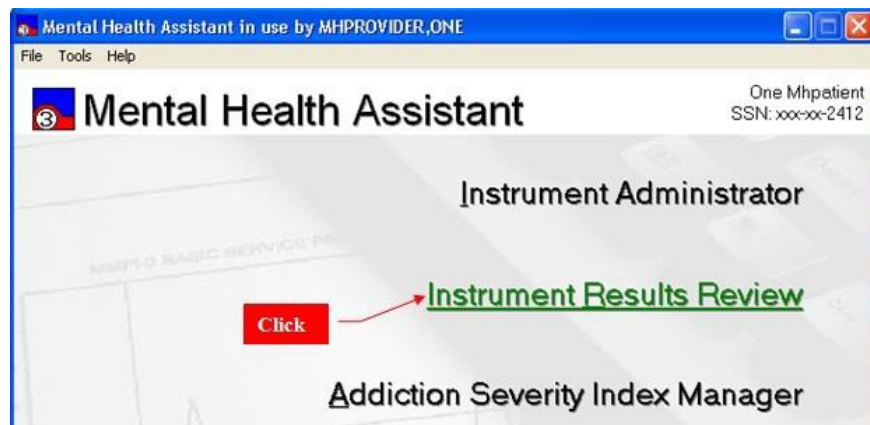 Mental Health Assistant in use by MHPROVIDER,ONE
File Tools Help
3 Mental Health Assistant
One Mhpatient
SSN: xxx-xx-2412
Instrument Administrator
Instrument Results Review
Click
Addiction Severity Index Manager